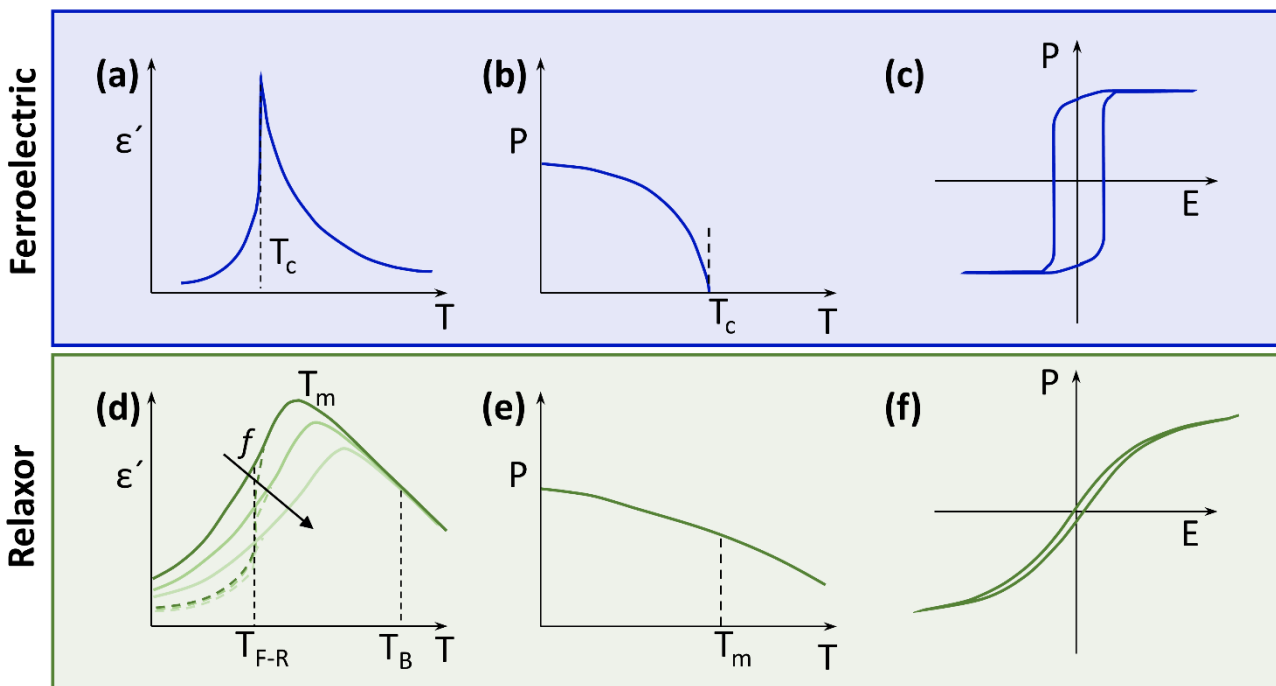 Ferroelectric
(a)
ε´
T_c
T
(b)
P
T_c
T
(c)
P
E
Relaxor
(d)
T_m
f
ε´
T_F-R
T_B
T
(e)
P
T_m
T
(f)
P
E